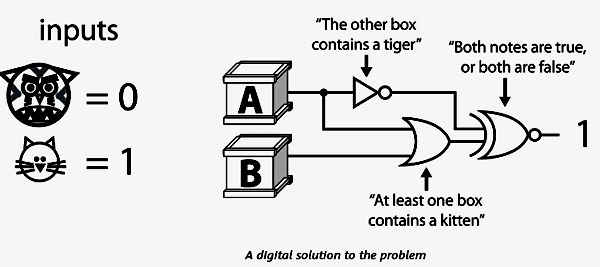 inputs
= 0
= 1
A
B
“The other box
contains a tiger”
“Both notes are true,
or both are false”
1
“At least one box
contains a kitten”
A digital solution to the problem